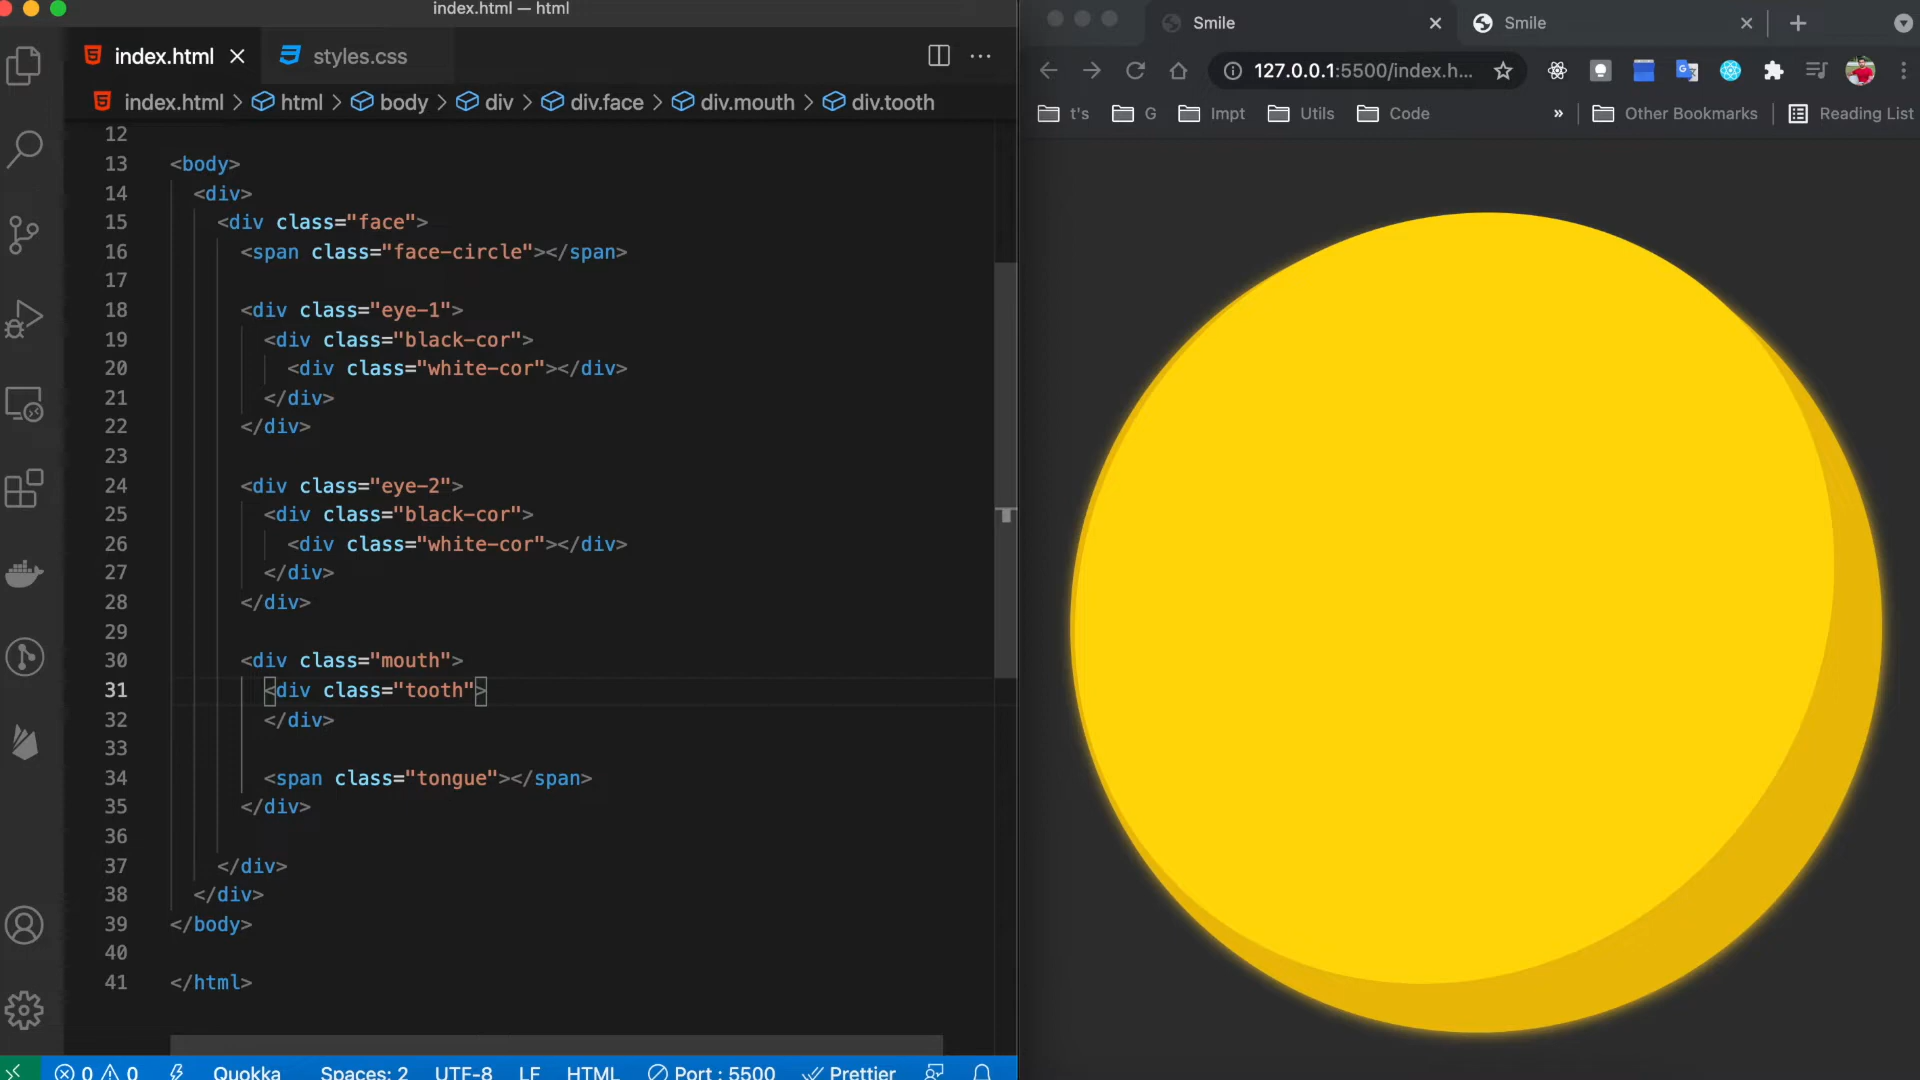 index.html — html
index.html
styles.css
index.html > html > body > div > div.face > div.mouth > div.tooth
12
13 <body>
14 <div>
15 <div class="face">
16 <span class="face-circle"></span>
17
18 <div class="eye-1">
19 <div class="black-cor">
20 <div class="white-cor"></div>
21 </div>
22 </div>
23
24 <div class="eye-2">
25 <div class="black-cor">
26 <div class="white-cor"></div>
27 </div>
28 </div>
29
30 <div class="mouth">
31 <div class="tooth">
32 </div>
33
34 <span class="tongue"></span>
35 </div>
36
37 </div>
38 </div>
39 </body>
40
41 </html>
0 0 Quokka Spaces: 2 UTF-8 LF HTML Port : 5500 Prettier
Smile
Smile
127.0.0.1:5500/index.h...
t's G Impt Utils Code » Other Bookmarks Reading List